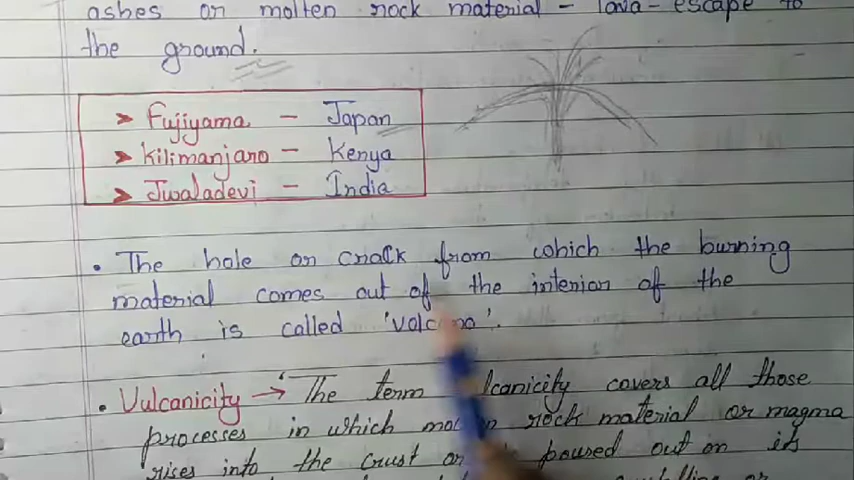 ashes or molten rock material - lava - escape to
the ground.
➤ Fujiyama - Japan
➤ Kilimanjaro - Kenya
➤ Jwaladevi - India
• The hole or crack from which the burning
material comes out of the interior of the
earth is called 'volcano'.
• Vulcanicity → 'The term covers all those
processes in which rock material or magma
rises into the crust or poured out on its